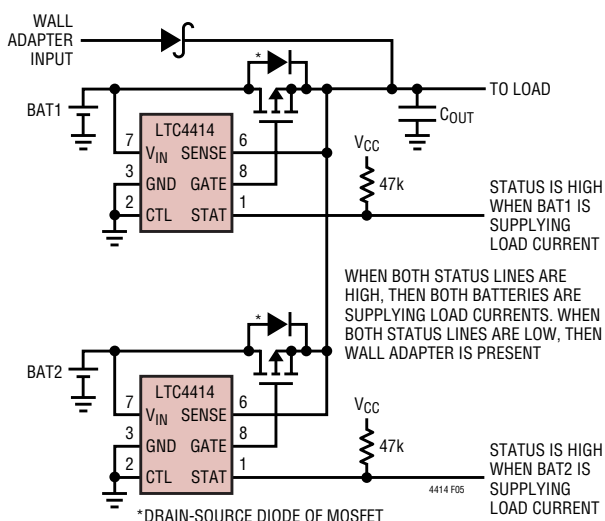 WALL
ADAPTER
INPUT
*
TO LOAD
BAT1
COUT
LTC4414
7
VIN
SENSE
6
3
GND
GATE
8
2
CTL
STAT
1
VCC
47k
STATUS IS HIGH
WHEN BAT1 IS
SUPPLYING
LOAD CURRENT
WHEN BOTH STATUS LINES ARE
HIGH, THEN BOTH BATTERIES ARE
SUPPLYING LOAD CURRENTS. WHEN
BOTH STATUS LINES ARE LOW, THEN
WALL ADAPTER IS PRESENT
*
BAT2
LTC4414
7
VIN
SENSE
6
3
GND
GATE
8
2
CTL
STAT
1
VCC
47k
4414 F05
STATUS IS HIGH
WHEN BAT2 IS
SUPPLYING
LOAD CURRENT
*DRAIN-SOURCE DIODE OF MOSFET